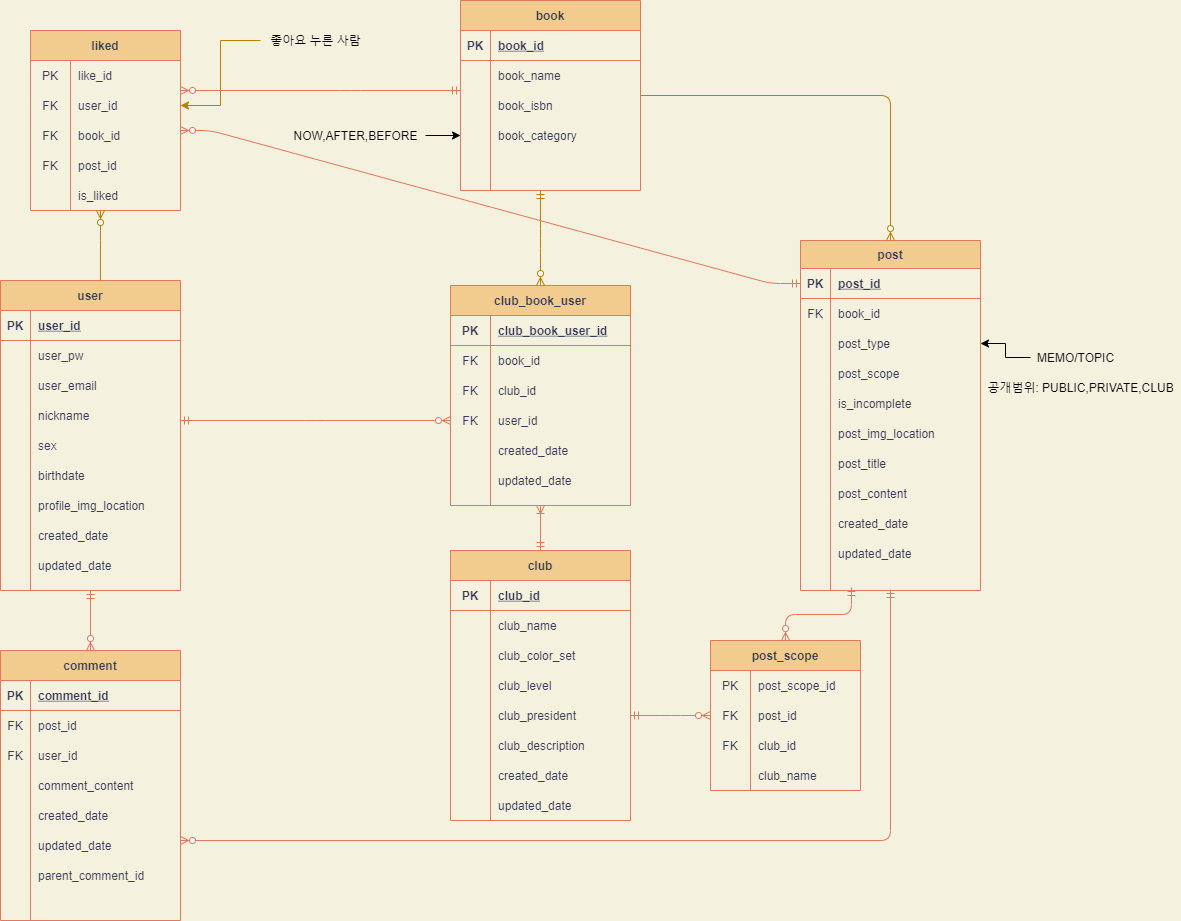 liked
PK like_id
FK user_id
FK book_id
FK post_id
is_liked
좋아요 누른 사람
book
PK book_id
book_name
book_isbn
book_category
NOW,AFTER,BEFORE
user
PK user_id
user_pw
user_email
nickname
sex
birthdate
profile_img_location
created_date
updated_date
club_book_user
PK club_book_user_id
FK book_id
FK club_id
FK user_id
created_date
updated_date
post
PK post_id
FK book_id
post_type
post_scope
is_incomplete
post_img_location
post_title
post_content
created_date
updated_date
MEMO/TOPIC
공개범위: PUBLIC,PRIVATE,CLUB
comment
PK comment_id
FK post_id
FK user_id
comment_content
created_date
updated_date
parent_comment_id
club
PK club_id
club_name
club_color_set
club_level
club_president
club_description
created_date
updated_date
post_scope
PK post_scope_id
FK post_id
FK club_id
club_name